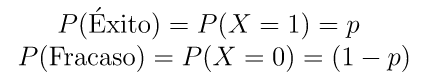 P(Éxito) = P(X = 1) = p
P(Fracaso) = P(X = 0) = (1 − p)